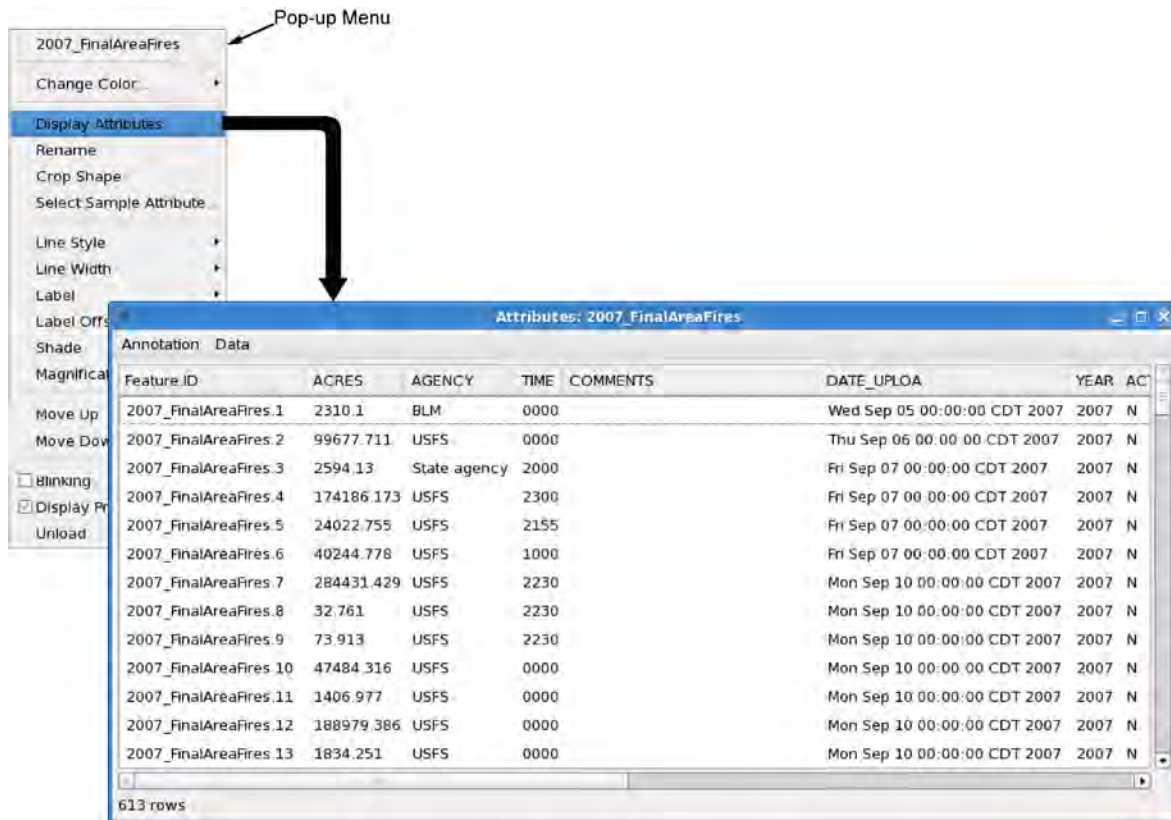 Pop-up Menu
2007_FinalAreaFires
Change Color...
Display Attributes
Rename
Crop Shape
Select Sample Attribute...
Line Style
Line Width
Label
Label Offs
Shade
Magnificat
Move Up
Move Dow
Blinking
Display Pr
Unload
Attributes: 2007_FinalAreaFires
Annotation Data
Feature.ID ACRES AGENCY TIME COMMENTS DATE_UPLOA YEAR ACT
2007_FinalAreaFires.1 2310.1 BLM 0000 Wed Sep 05 00:00:00 CDT 2007 2007 N
2007_FinalAreaFires.2 99677.711 USFS 0000 Thu Sep 06 00:00:00 CDT 2007 2007 N
2007_FinalAreaFires.3 2594.13 State agency 2000 Fri Sep 07 00:00:00 CDT 2007 2007 N
2007_FinalAreaFires.4 174186.173 USFS 2300 Fri Sep 07 00:00:00 CDT 2007 2007 N
2007_FinalAreaFires.5 24022.755 USFS 2155 Fri Sep 07 00:00:00 CDT 2007 2007 N
2007_FinalAreaFires.6 40244.778 USFS 1000 Fri Sep 07 00:00:00 CDT 2007 2007 N
2007_FinalAreaFires.7 284431.429 USFS 2230 Mon Sep 10 00:00:00 CDT 2007 2007 N
2007_FinalAreaFires.8 32.761 USFS 2230 Mon Sep 10 00:00:00 CDT 2007 2007 N
2007_FinalAreaFires.9 73.913 USFS 2230 Mon Sep 10 00:00:00 CDT 2007 2007 N
2007_FinalAreaFires.10 47484.316 USFS 0000 Mon Sep 10 00:00:00 CDT 2007 2007 N
2007_FinalAreaFires.11 1406.977 USFS 0000 Mon Sep 10 00:00:00 CDT 2007 2007 N
2007_FinalAreaFires.12 188979.386 USFS 0000 Mon Sep 10 00:00:00 CDT 2007 2007 N
2007_FinalAreaFires.13 1834.251 USFS 0000 Mon Sep 10 00:00:00 CDT 2007 2007 N
613 rows